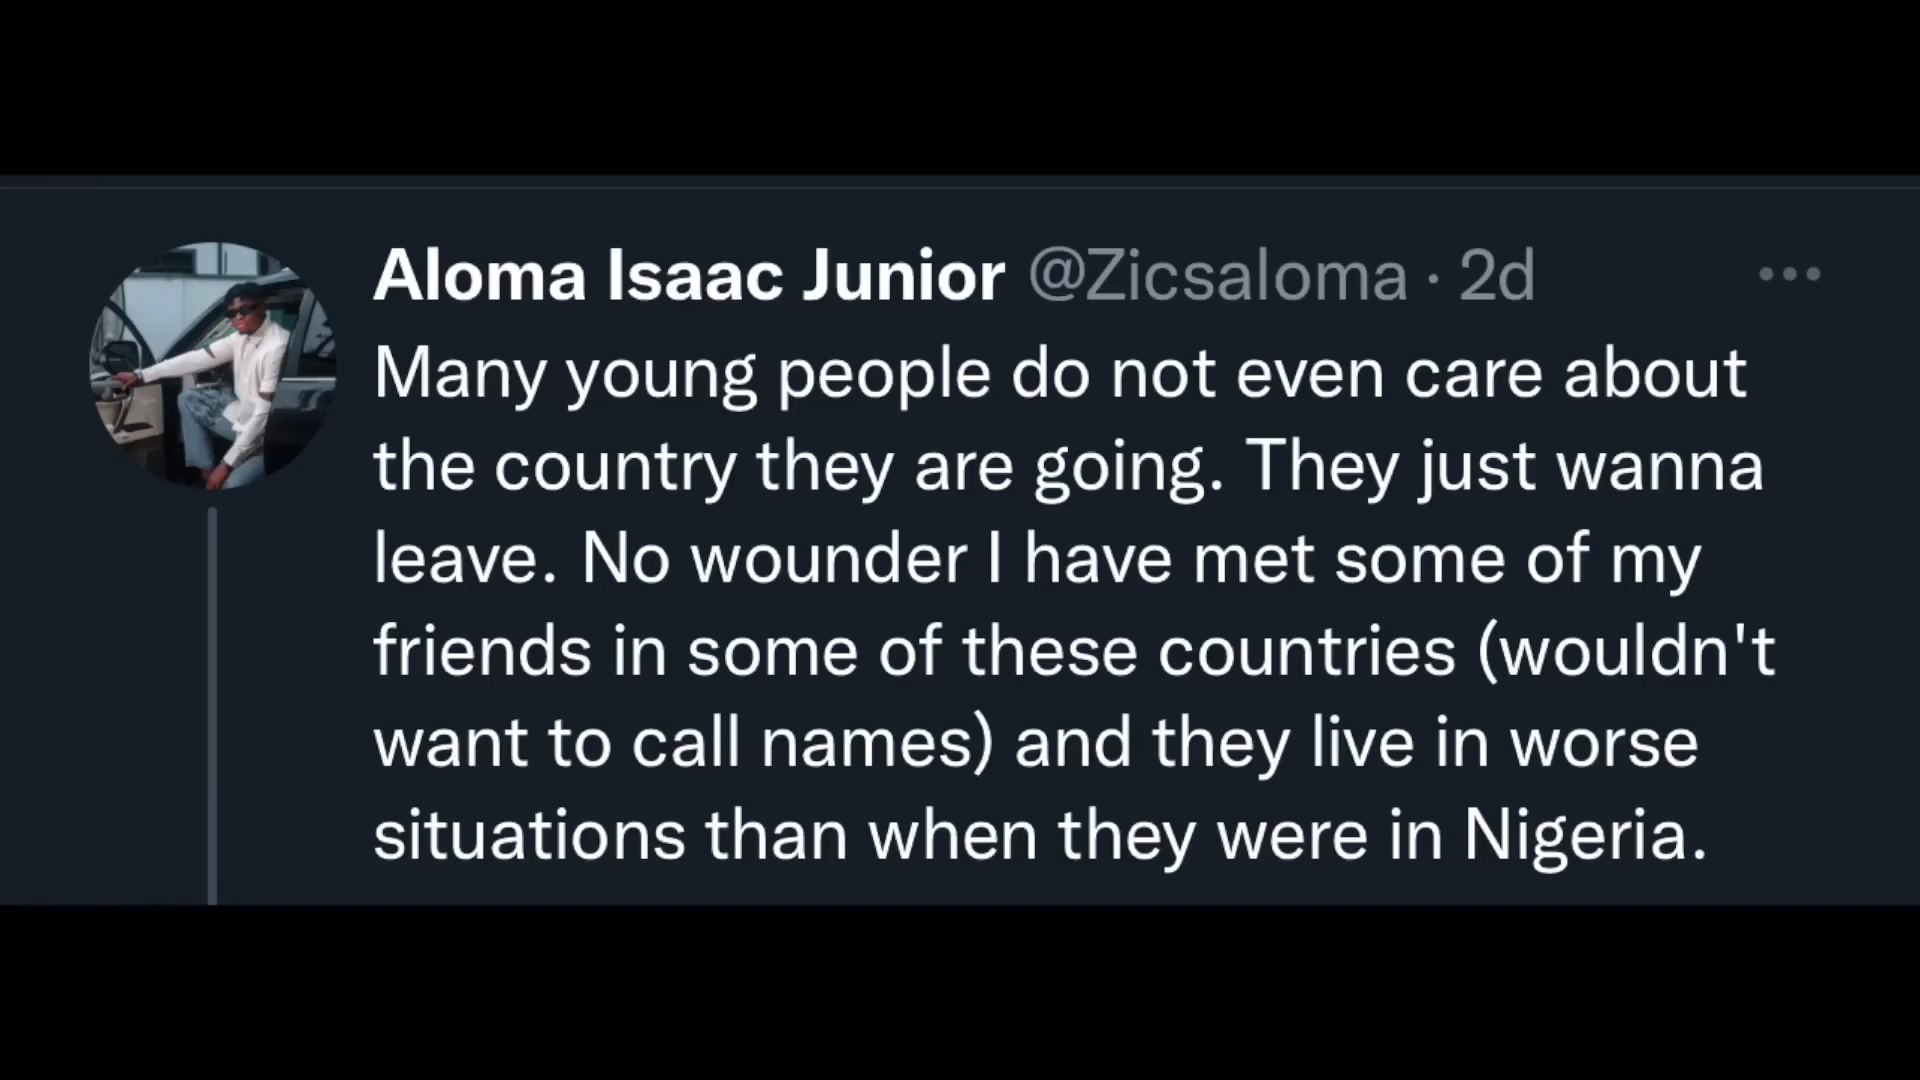 Aloma Isaac Junior @Zicsaloma · 2d
Many young people do not even care about
the country they are going. They just wanna
leave. No wounder I have met some of my
friends in some of these countries (wouldn't
want to call names) and they live in worse
situations than when they were in Nigeria.